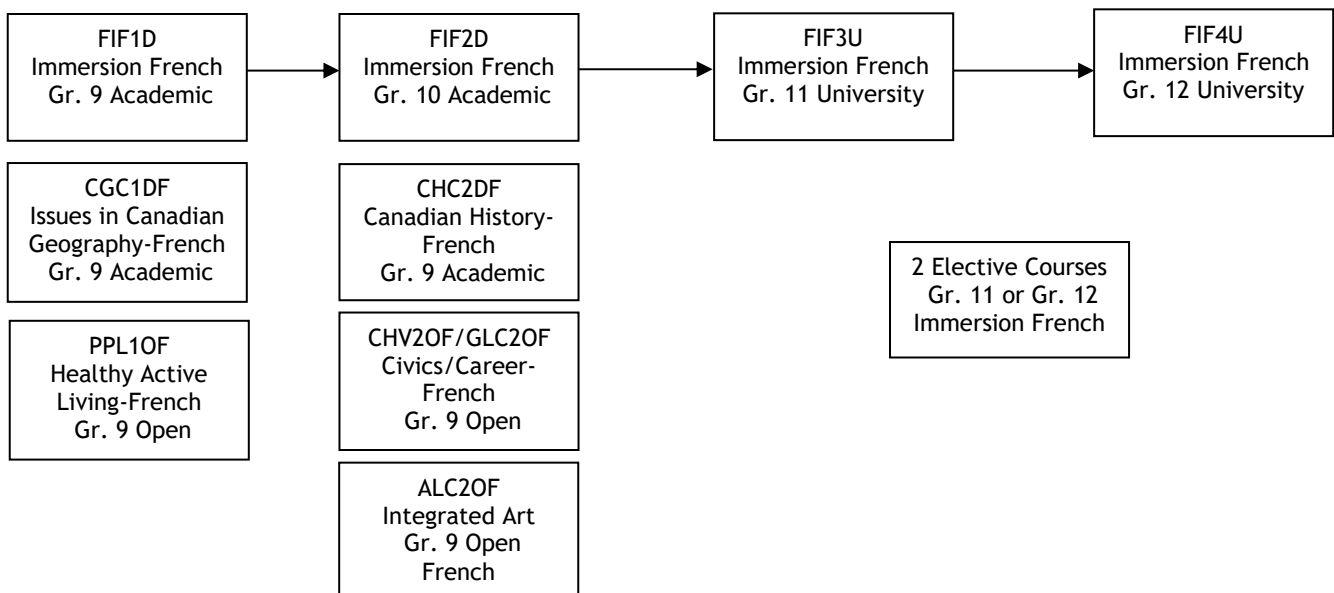 FIF1D
Immersion French
Gr. 9 Academic
FIF2D
Immersion French
Gr. 10 Academic
FIF3U
Immersion French
Gr. 11 University
FIF4U
Immersion French
Gr. 12 University
CGC1DF
Issues in Canadian
Geography-French
Gr. 9 Academic
CHC2DF
Canadian History-
French
Gr. 9 Academic
2 Elective Courses
Gr. 11 or Gr. 12
Immersion French
PPL1OF
Healthy Active
Living-French
Gr. 9 Open
CHV2OF/GLC2OF
Civics/Career-
French
Gr. 9 Open
ALC2OF
Integrated Art
Gr. 9 Open
French